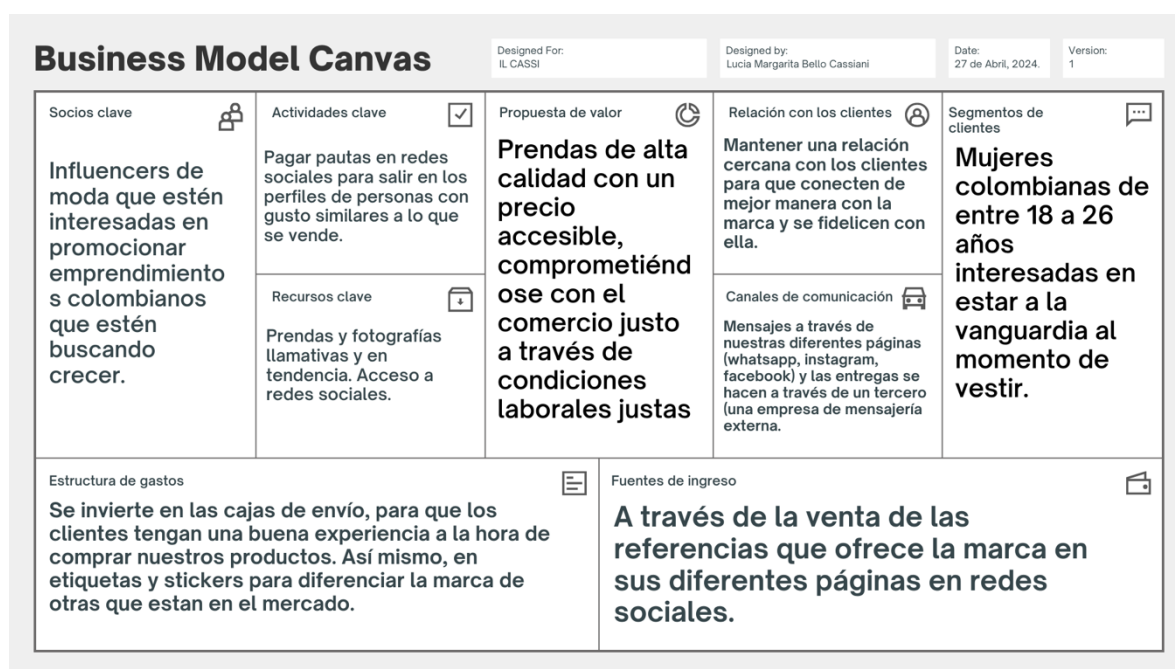 Business Model Canvas
Designed For:
IL CASSI
Designed by:
Lucia Margarita Bello Cassiani
Date:
27 de Abril, 2024.
Version:
1
Socios clave
Influencers de
moda que estén
interesadas en
promocionar
emprendimiento
s colombianos
que estén
buscando
crecer.
Actividades clave
Pagar pautas en redes
sociales para salir en los
perfiles de personas con
gusto similares a lo que
se vende.
Recursos clave
Prendas y fotografías
llamativas y en
tendencia. Acceso a
redes sociales.
Propuesta de valor
Prendas de alta
calidad con un
precio
accesible,
comprometiénd
ose con el
comercio justo
a través de
condiciones
laborales justas
Relación con los clientes
Mantener una relación
cercana con los clientes
para que conecten de
mejor manera con la
marca y se fidelicen con
ella.
Canales de comunicación
Mensajes a través de
nuestras diferentes páginas
(whatsapp, instagram,
facebook) y las entregas se
hacen a través de un tercero
(una empresa de mensajería
externa.
Segmentos de
clientes
Mujeres
colombianas de
entre 18 a 26
años
interesadas en
estar a la
vanguardia al
momento de
vestir.
Estructura de gastos
Se invierte en las cajas de envío, para que los
clientes tengan una buena experiencia a la hora de
comprar nuestros productos. Así mismo, en
etiquetas y stickers para diferenciar la marca de
otras que estan en el mercado.
Fuentes de ingreso
A través de la venta de las
referencias que ofrece la marca en
sus diferentes páginas en redes
sociales.